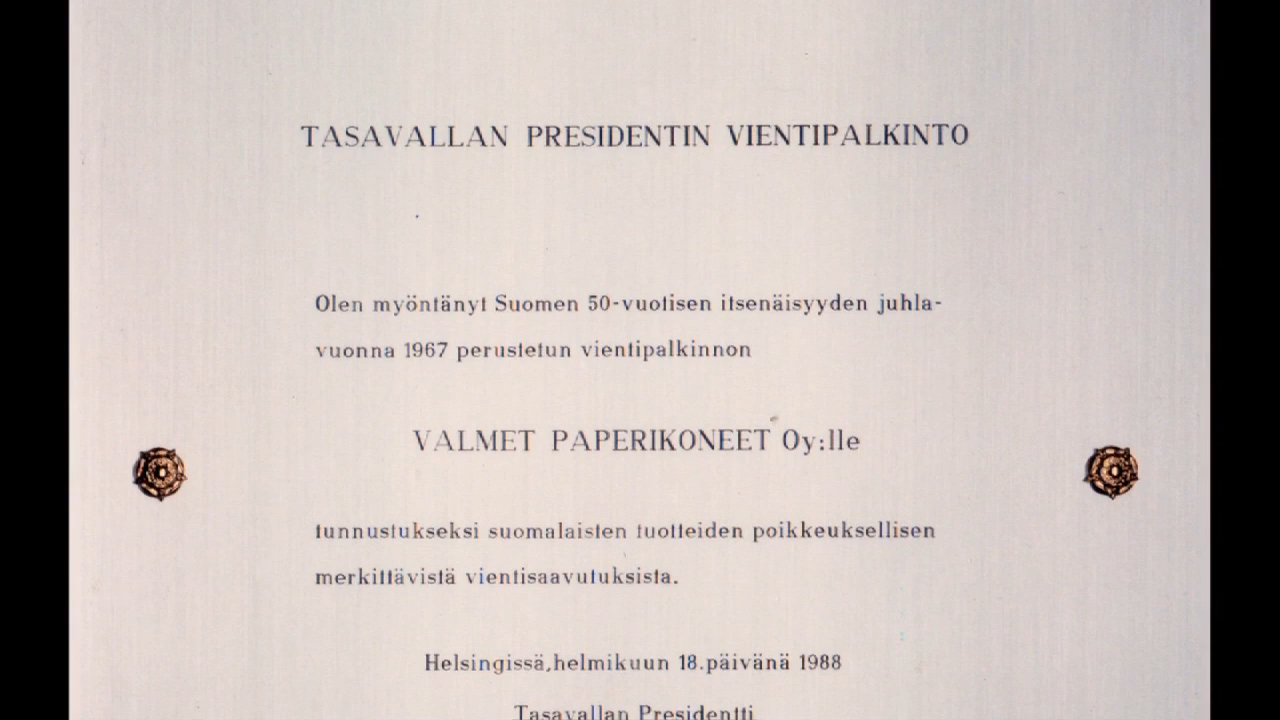 TASAVALLAN PRESIDENTIN VIENTIPALKINTO
Olen myöntänyt Suomen 50-vuotisen itsenäisyyden juhla-
vuonna 1967 perustetun vientipalkinnon
VALMET PAPERIKONEET Oy:lle
tunnustukseksi suomalaisten tuotteiden poikkeuksellisen
merkittävistä vientisaavutuksista.
Helsingissä,helmikuun 18.päivänä 1988
Tasavallan Presidentti